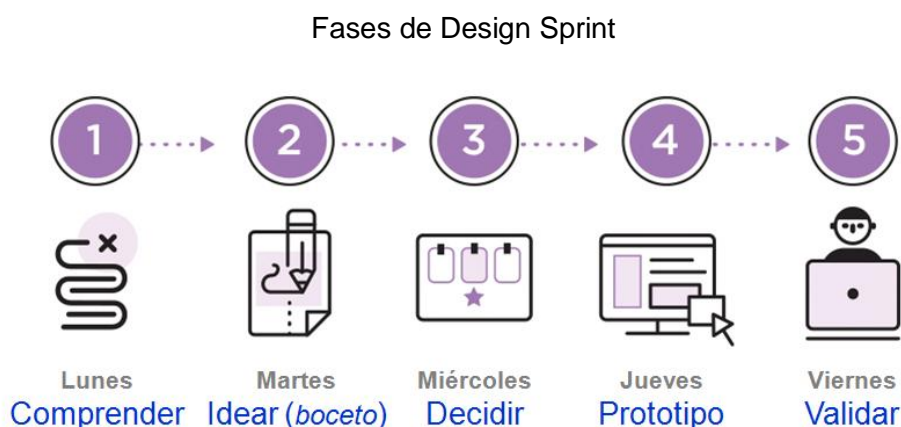 Fases de Design Sprint
1 2 3 4 5
Lunes Martes Miércoles Jueves Viernes
Comprender Idear (boceto) Decidir Prototipo Validar